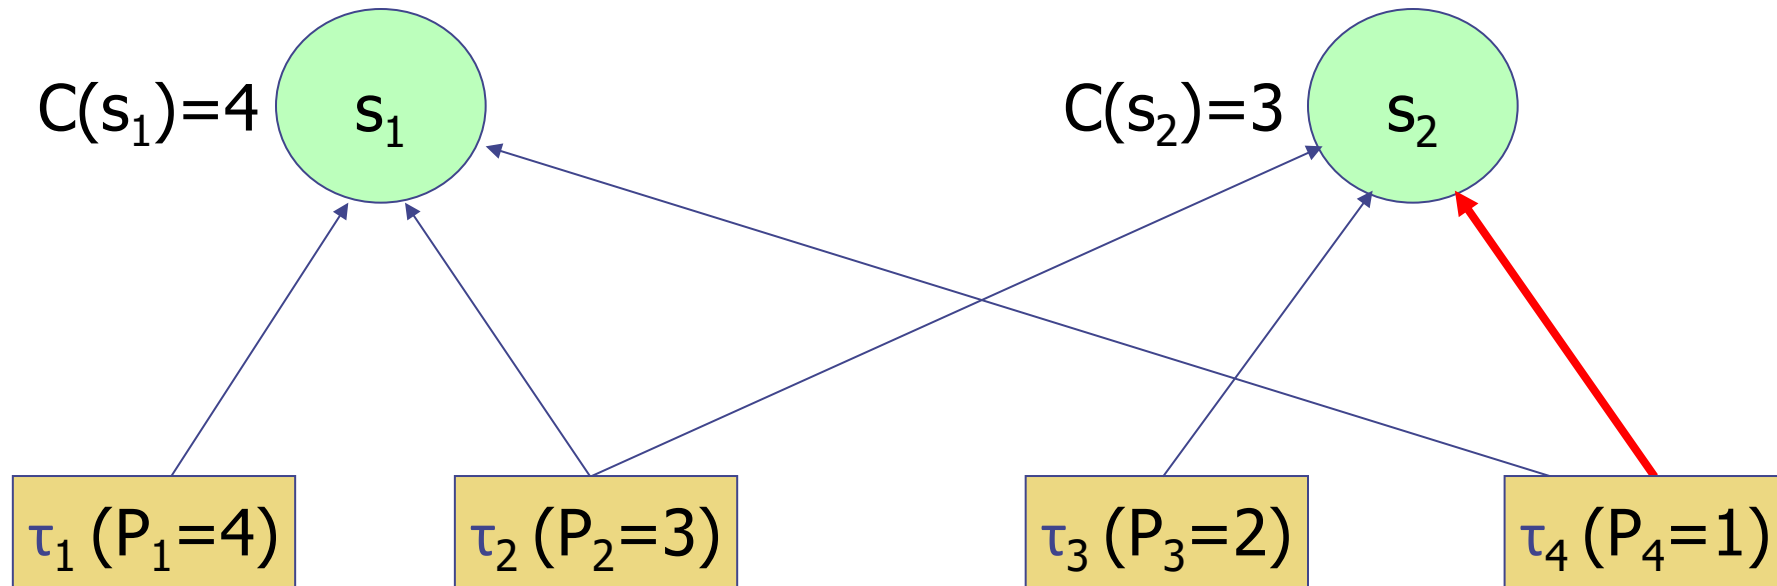 C(s₁)=4
s₁
C(s₂)=3
s₂
τ₁ (P₁=4)
τ₂ (P₂=3)
τ₃ (P₃=2)
τ₄ (P₄=1)